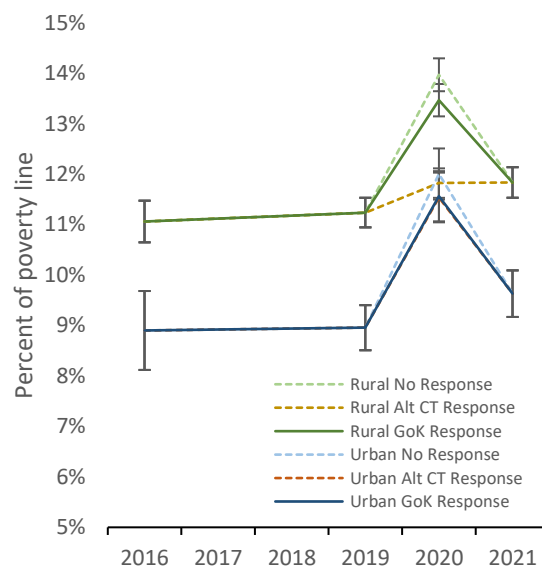 Percent of poverty line
15%
14%
13%
12%
11%
10%
9%
8%
7%
6%
5%
Rural No Response
Rural Alt CT Response
Rural GoK Response
Urban No Response
Urban Alt CT Response
Urban GoK Response
2016 2017 2018 2019 2020 2021